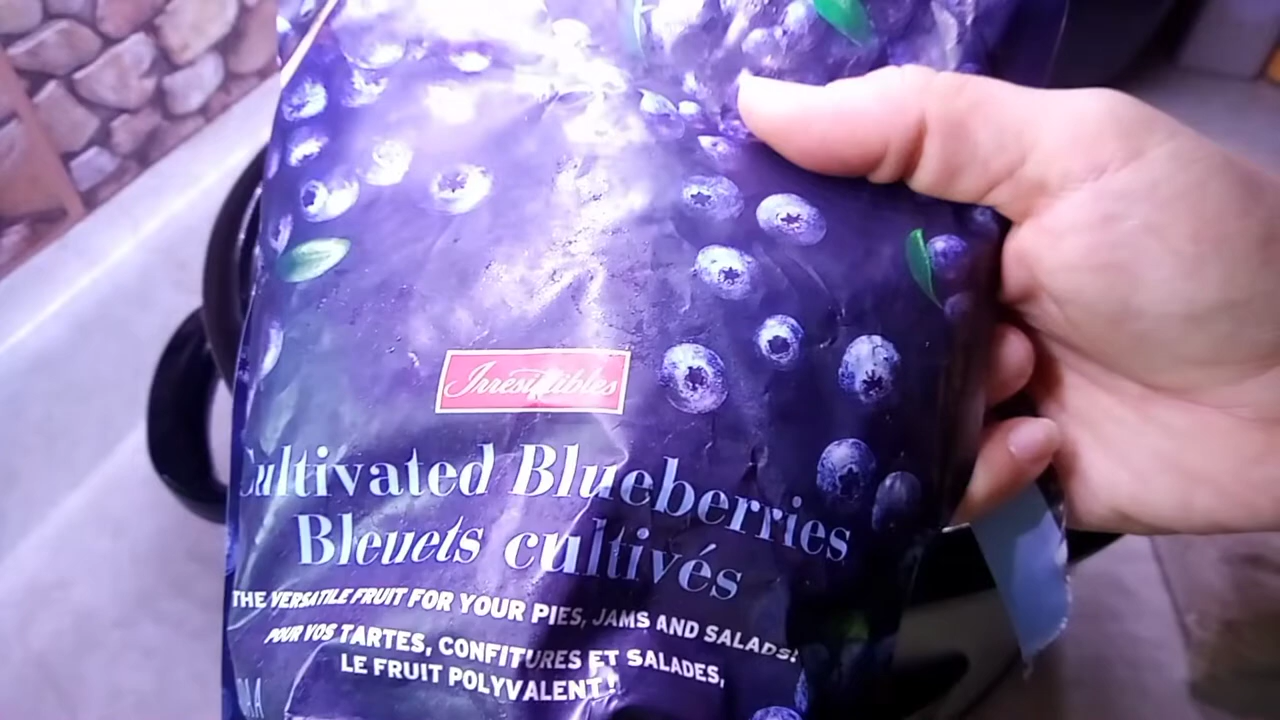 Irresistibles
Cultivated Blueberries
Bleuets cultivés
THE VERSATILE FRUIT FOR YOUR PIES, JAMS AND SALADS!
POUR VOS TARTES, CONFITURES ET SALADES,
LE FRUIT POLYVALENT!